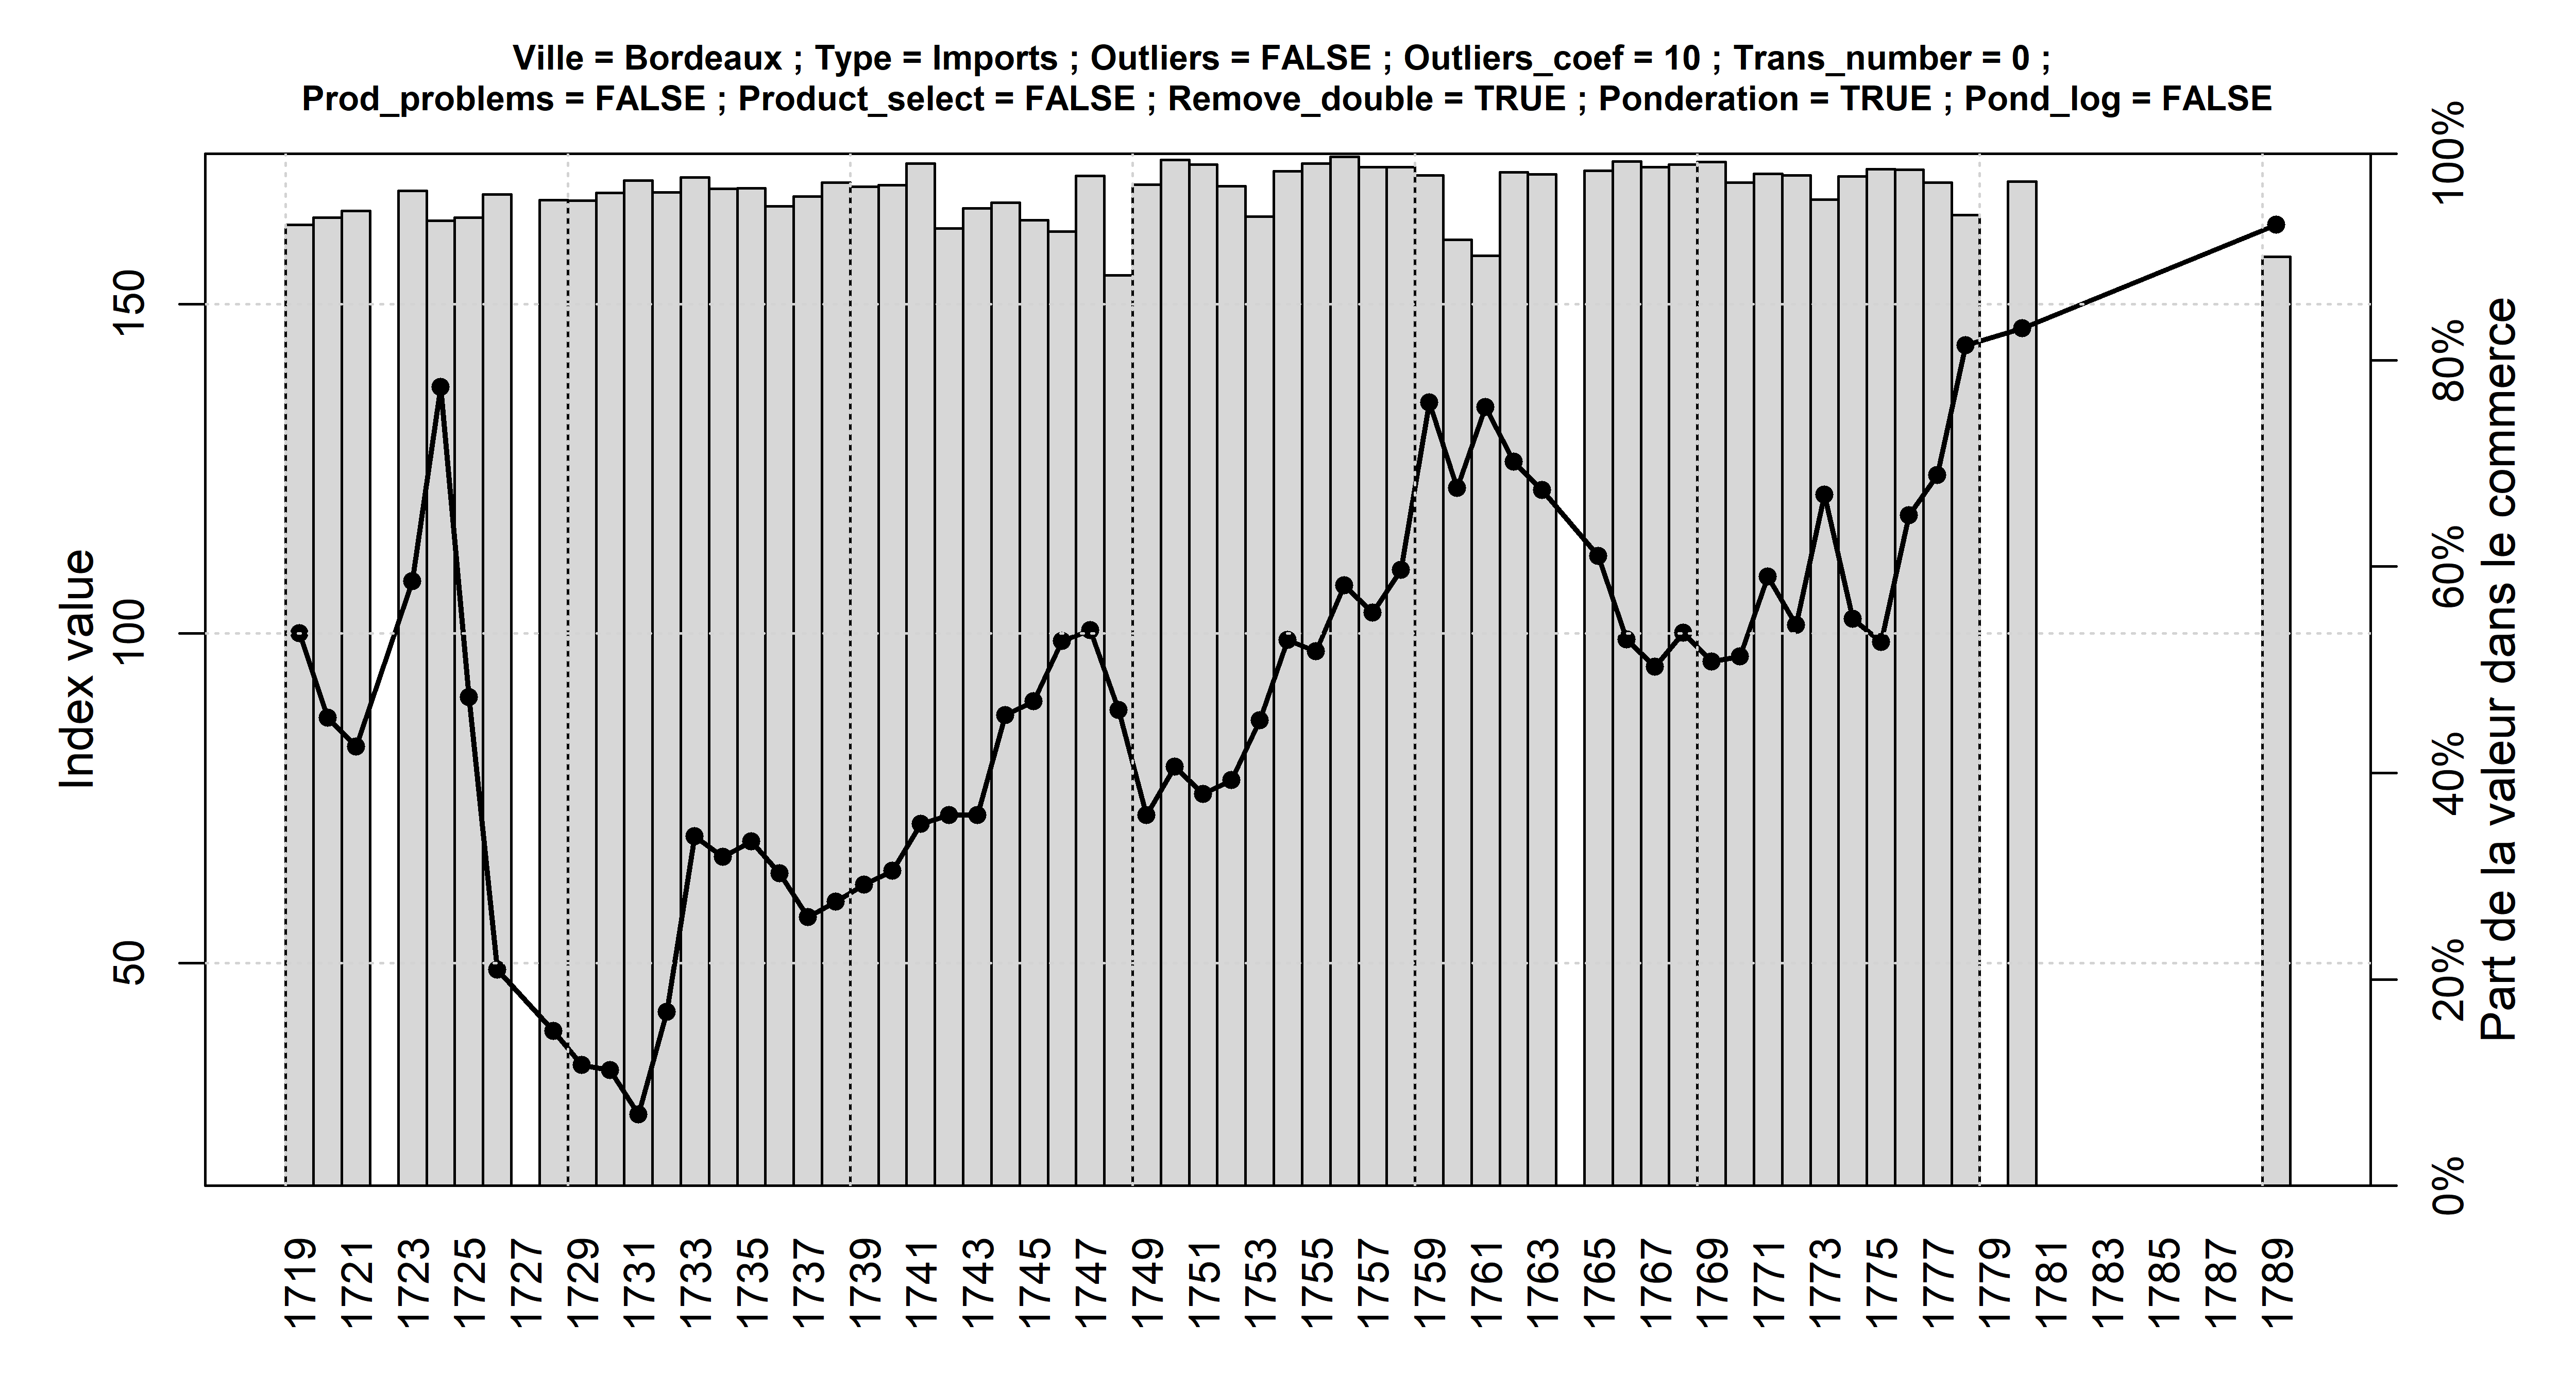 Ville = Bordeaux ; Type = Imports ; Outliers = FALSE ; Outliers_coef = 10 ; Trans_number = 0 ;
Prod_problems = FALSE ; Product_select = FALSE ; Remove_double = TRUE ; Ponderation = TRUE ; Pond_log = FALSE
Index value
150
100
50
100%
80%
60%
40%
20%
0%
Part de la valeur dans le commerce
1719 1721 1723 1725 1727 1729 1731 1733 1735 1737 1739 1741 1743 1745 1747 1749 1751 1753 1755 1757 1759 1761 1763 1765 1767 1769 1771 1773 1775 1777 1779 1781 1783 1785 1787 1789